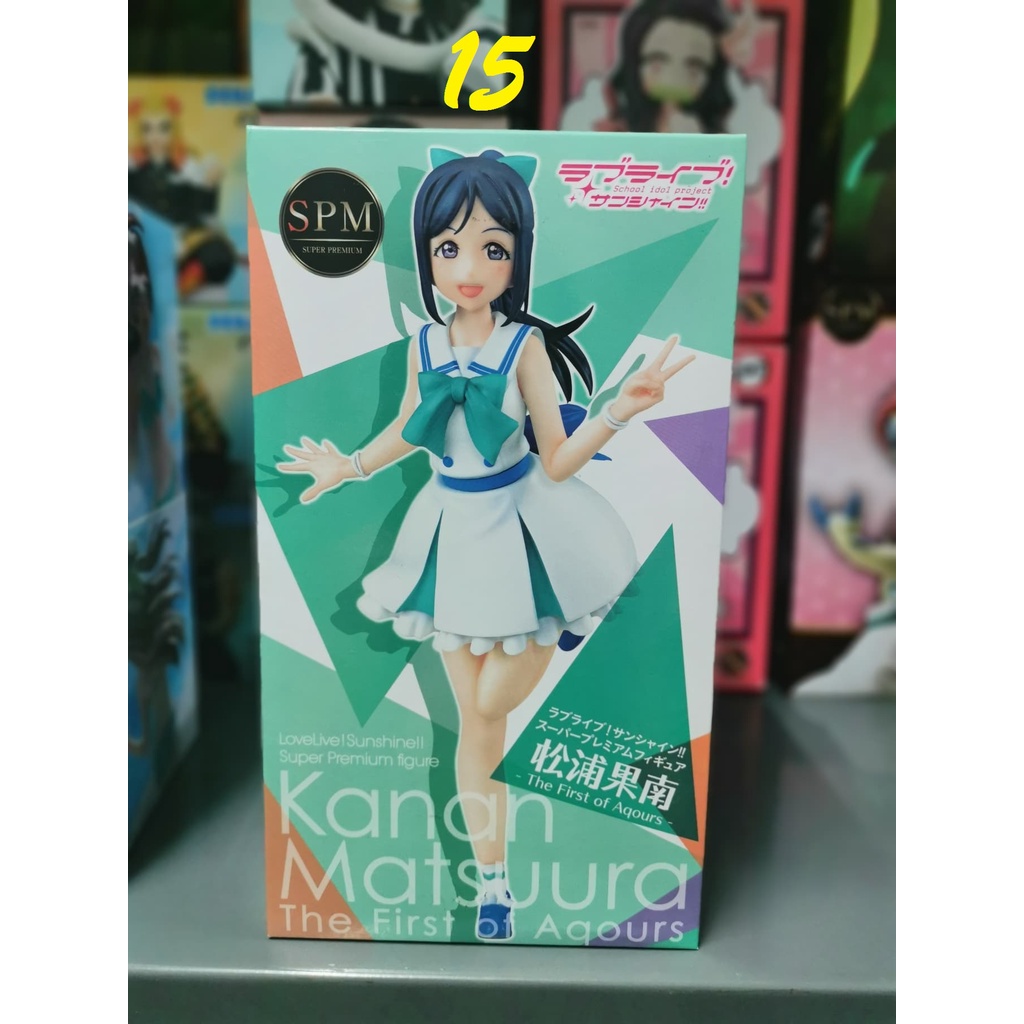 15
SPM
SUPER PREMIUM
ラブライブ!
School idol project
サンシャイン!!
LoveLive!Sunshine!!
Super Premium figure
Kanan
Matsuura
The First of Aqours
ラブライブ!サンシャイン!!
スーパープレミアムフィギュア
松浦果南
- The First of Aqours -